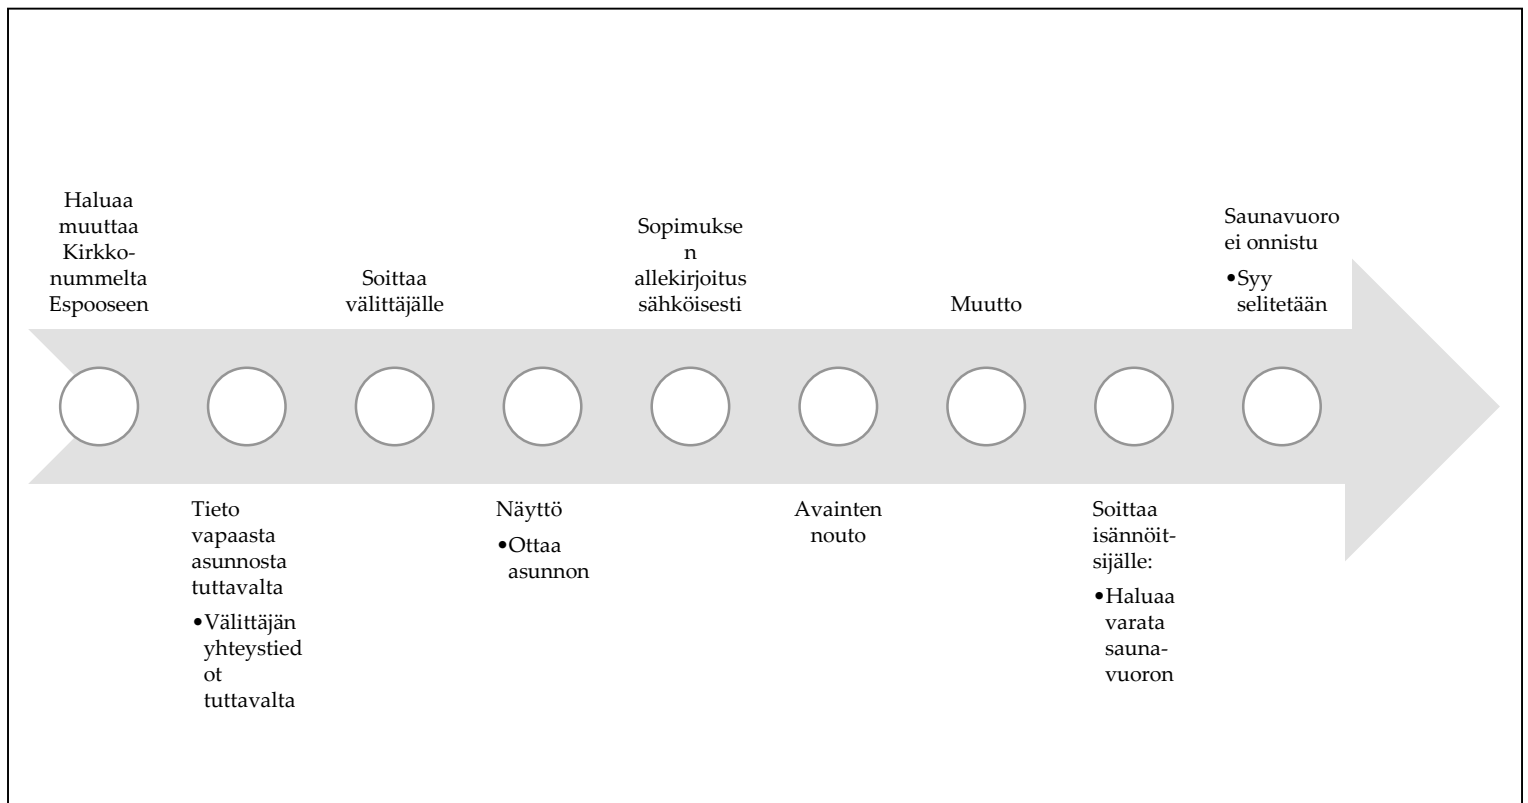 Haluaa
muuttaa
Kirkko-
nummelta
Espooseen
Tieto
vapaasta
asunnosta
tuttavalta
•Välittäjän
yhteystied
ot
tuttavalta
Soittaa
välittäjälle
Näyttö
•Ottaa
asunnon
Sopimukse
n
allekirjoitus
sähköisesti
Avainten
nouto
Muutto
Soittaa
isännöit-
sijälle:
•Haluaa
varata
sauna-
vuoron
Saunavuoro
ei onnistu
•Syy
selitetään